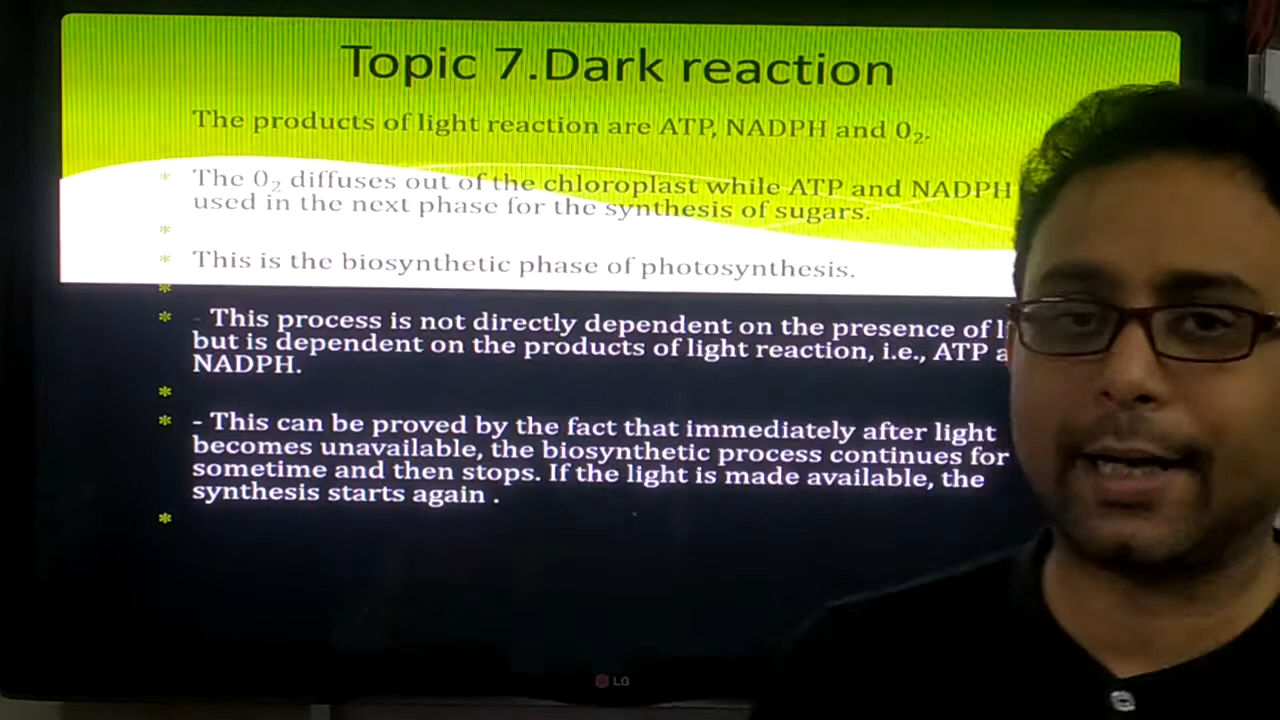 Topic 7.Dark reaction
The products of light reaction are ATP, NADPH and 0₂.
* The 0₂ diffuses out of the chloroplast while ATP and NADPH
used in the next phase for the synthesis of sugars.
*
* This is the biosynthetic phase of photosynthesis.
*
* - This process is not directly dependent on the presence of
but is dependent on the products of light reaction, i.e., ATP
NADPH.
*
* - This can be proved by the fact that immediately after light
becomes unavailable, the biosynthetic process continues for
sometime and then stops. If the light is made available, the
synthesis starts again .
*
LG